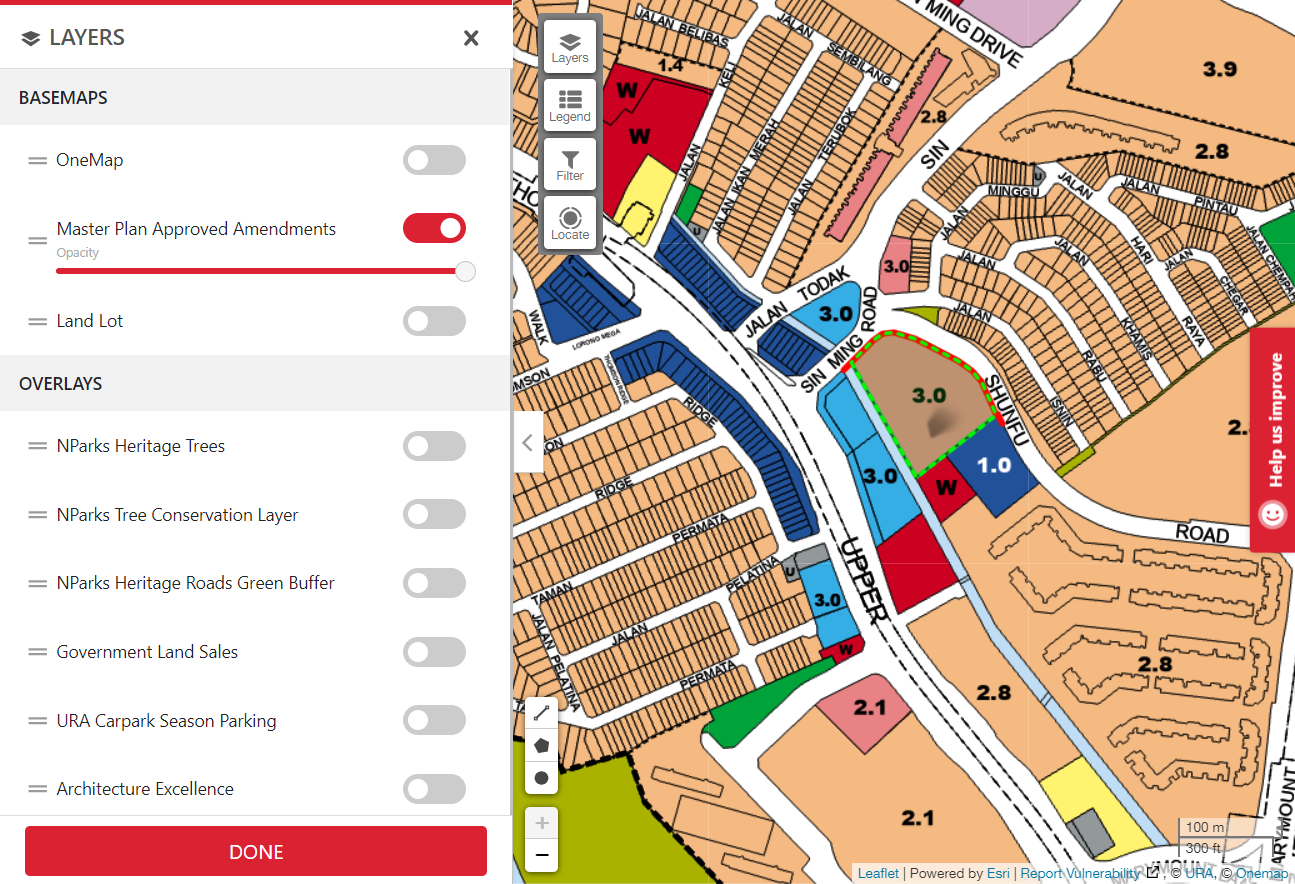 LAYERS
BASEMAPS
OneMap
Master Plan Approved Amendments
Opacity
Land Lot
OVERLAYS
NParks Heritage Trees
NParks Tree Conservation Layer
NParks Heritage Roads Green Buffer
Government Land Sales
URA Carpark Season Parking
Architecture Excellence
DONE
Layers
Legend
Filter
Locate
JALAN BELIBAS
JALAN SEMBILANG
MING DRIVE
1.4
W
W
KELI
JALAN
JALAN IKAN MERAH
JALAN TERUBOK
2.8
SIN
3.9
2.8
U
MINGGU
JALAN
JALAN PINTAU
JALAN
JALAN HARI RAYA
JALAN CHEGAR
JALAN CHEMPAH
U
3.0
JALAN
JALAN KHAMIS
JALAN TODAK
3.0
SIN MING ROAD
JALAN
RABU
ISNIN
WALK
LORONG MEGA
THOMSON RIDGE
RIDGE
3.0
SHUNFU
ROAD
1.0
W
3.0
RIDGE
PERMATA
TAMAN
PELATINA
U
UPPER
3.0
JALAN
JALAN PELATINA
PERMATA
W
2.8
2.8
2.1
2.1
Help us improve
MARYMOUNT
100 m
300 ft
Leaflet | Powered by Esri | Report Vulnerability , © URA, © Onemap